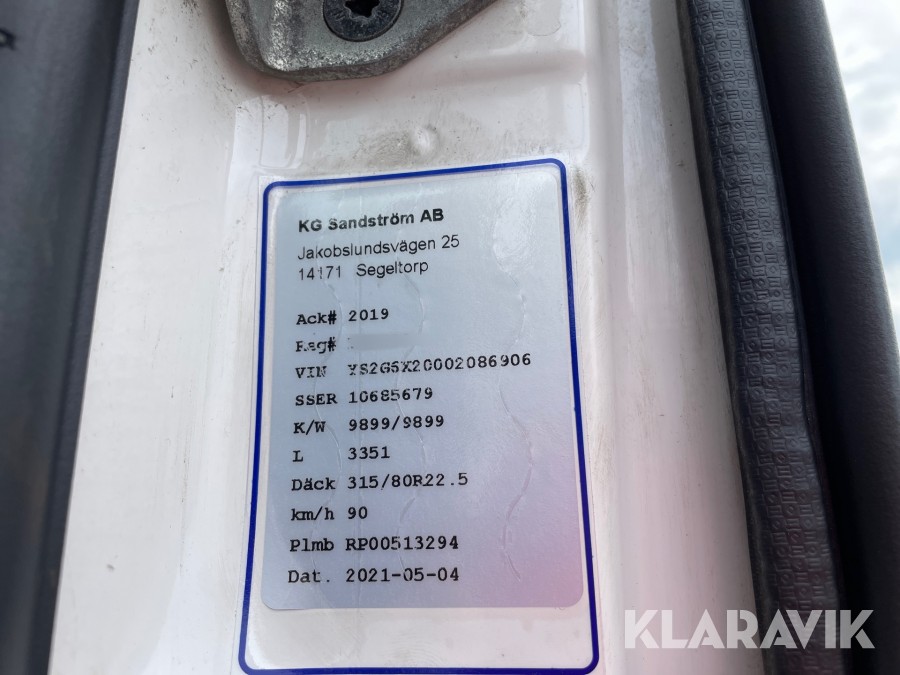 KG Sandström AB
Jakobslundsvägen 25
14171 Segeltorp
Ack# 2019
Reg#
VIN YS2G5X20002086906
SSER 10685679
K/W 9899/9899
L 3351
Däck 315/80R22.5
km/h 90
Plmb RP00513294
Dat. 2021-05-04
KLARAVIK